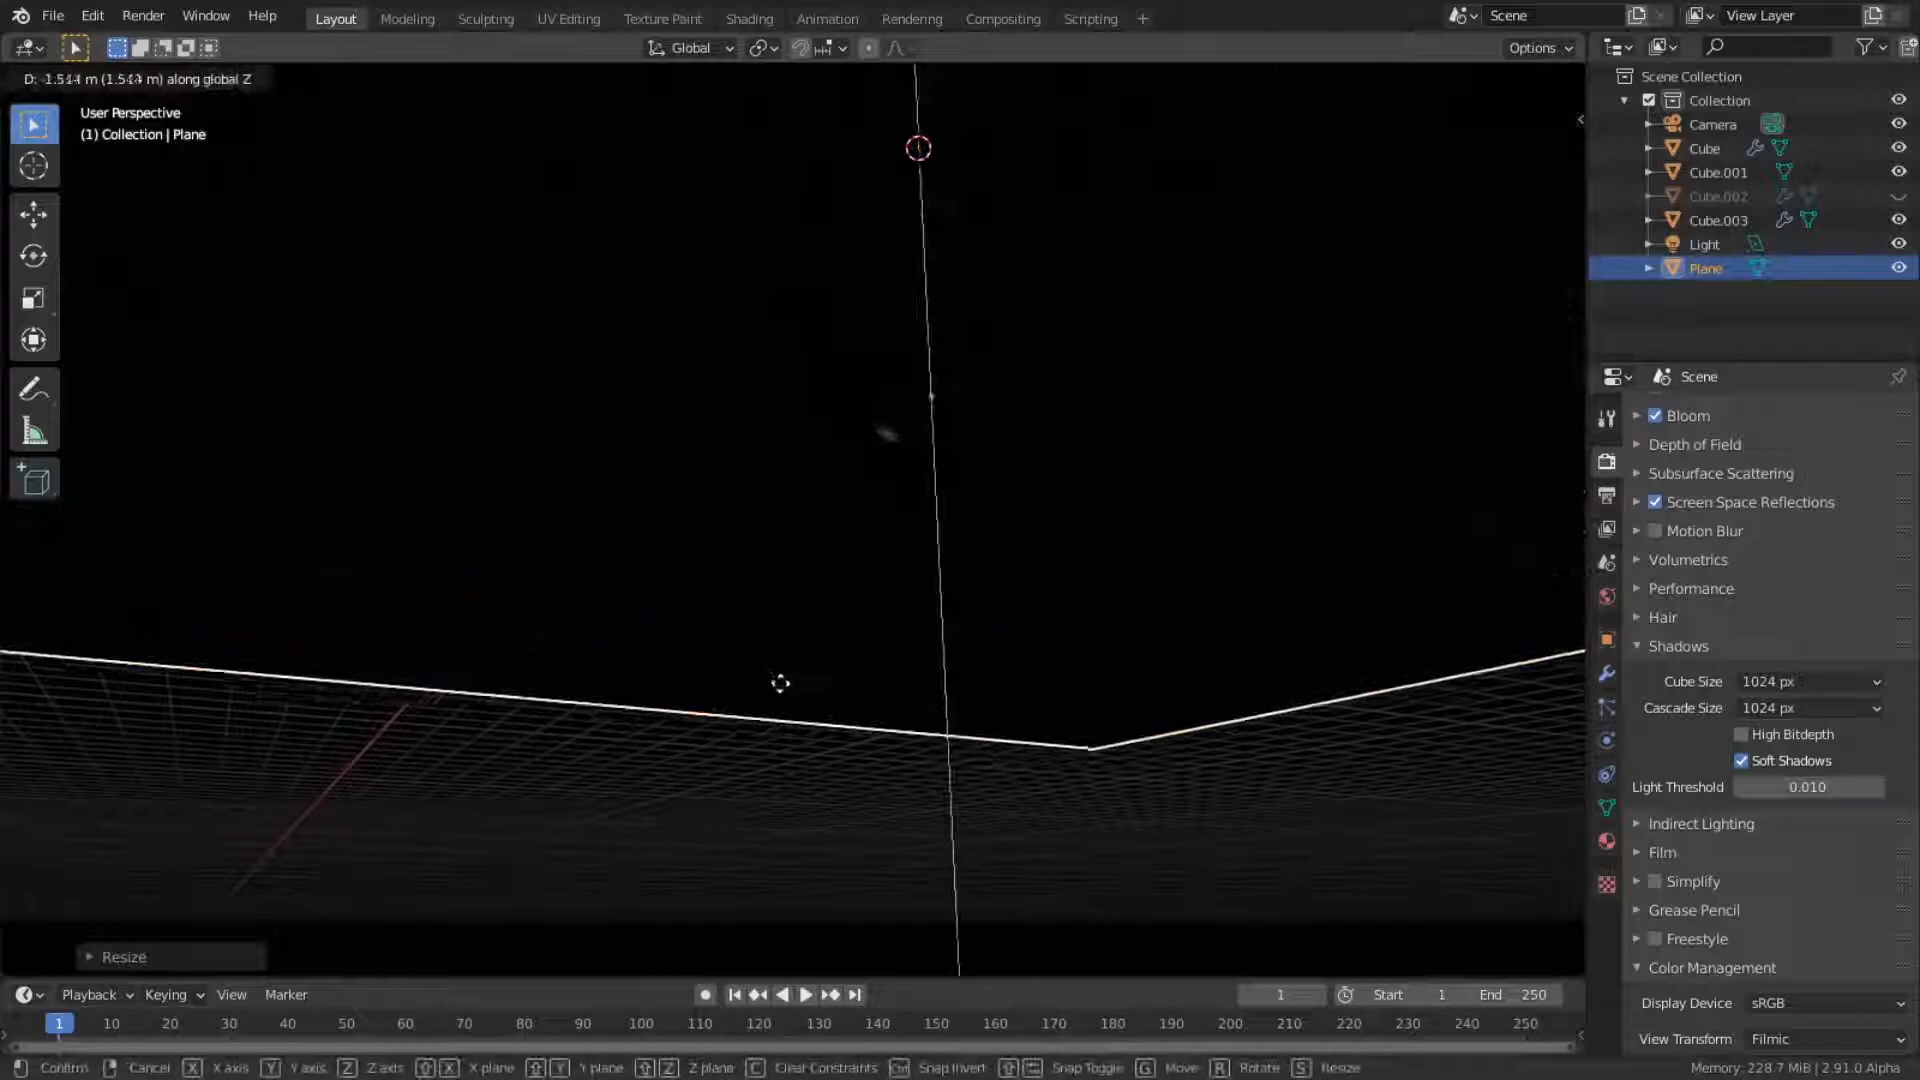 File Edit Render Window Help
Layout Modeling Sculpting UV Editing Texture Paint Shading Animation Rendering Compositing Scripting +
Scene
View Layer
Global
Options
D: -1.544 m (1.544 m) along global Z
User Perspective
(1) Collection | Plane
Scene Collection
Collection
Camera
Cube
Cube.001
Cube.002
Cube.003
Light
Plane
Scene
Bloom
Depth of Field
Subsurface Scattering
Screen Space Reflections
Motion Blur
Volumetrics
Performance
Hair
Shadows
Cube Size 1024 px
Cascade Size 1024 px
High Bitdepth
Soft Shadows
Light Threshold 0.010
Indirect Lighting
Film
Simplify
Grease Pencil
Freestyle
Color Management
Display Device sRGB
View Transform Filmic
Resize
Playback Keying View Marker
1 Start 1 End 250
1 10 20 30 40 50 60 70 80 90 100 110 120 130 140 150 160 170 180 190 200 210 220 230 240 250
Confirm Cancel X X axis Y Y axis Z Z axis X X plane Y Y plane Z Z plane C Clear Constraints Ctrl Snap Invert Snap Toggle G Move R Rotate S Resize
Memory: 228.7 MiB | 2.91.0 Alpha